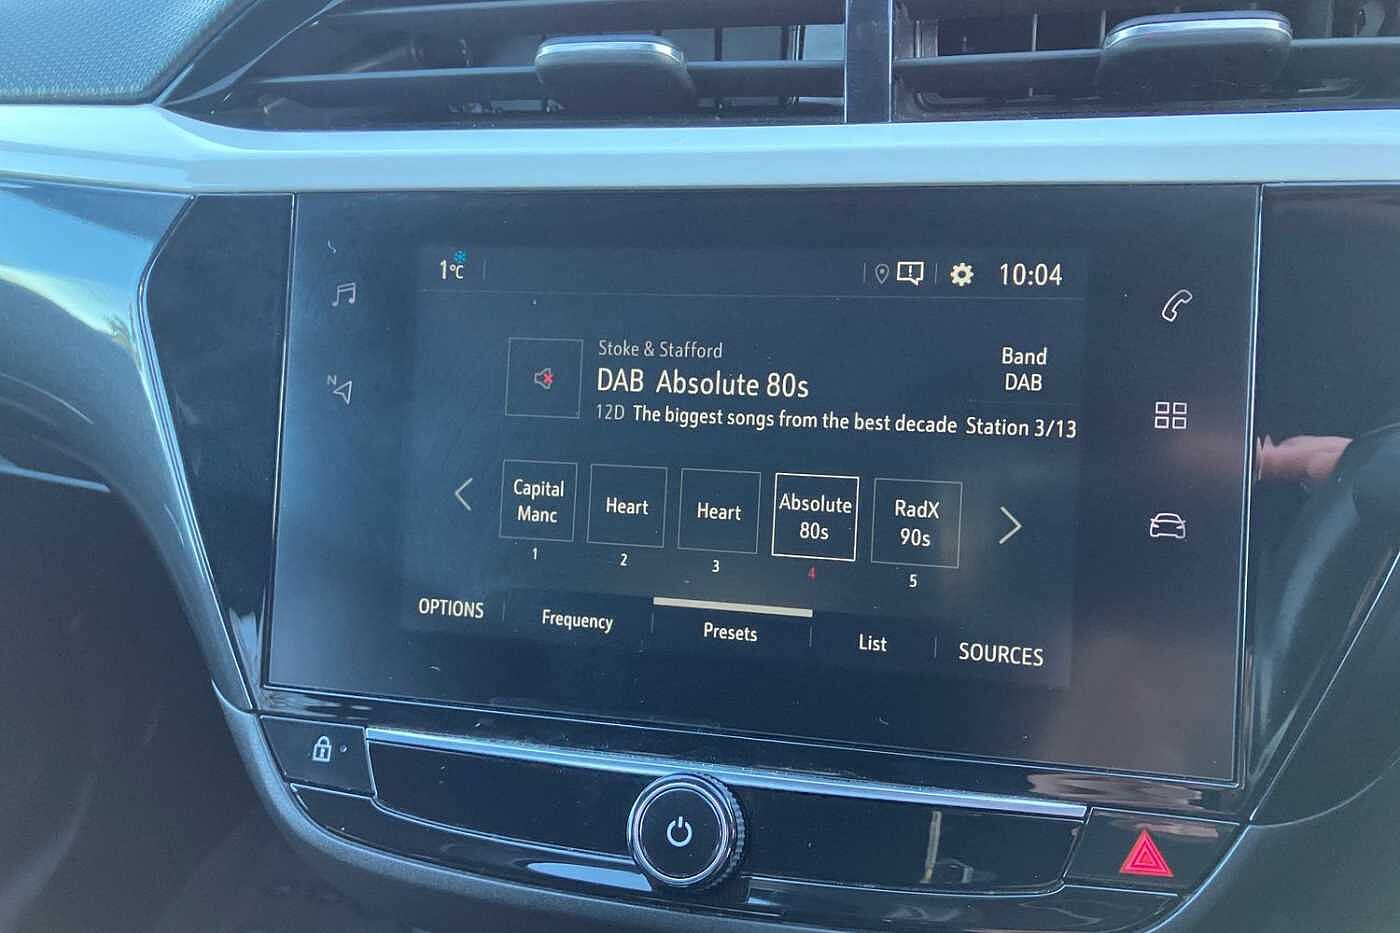 1°C
10:04
Stoke & Stafford
DAB Absolute 80s
12D The biggest songs from the best decade
Band
DAB
Station 3/13
Capital
Manc
1
Heart
2
Heart
3
Absolute
80s
4
RadX
90s
5
OPTIONS
Frequency
Presets
List
SOURCES
N